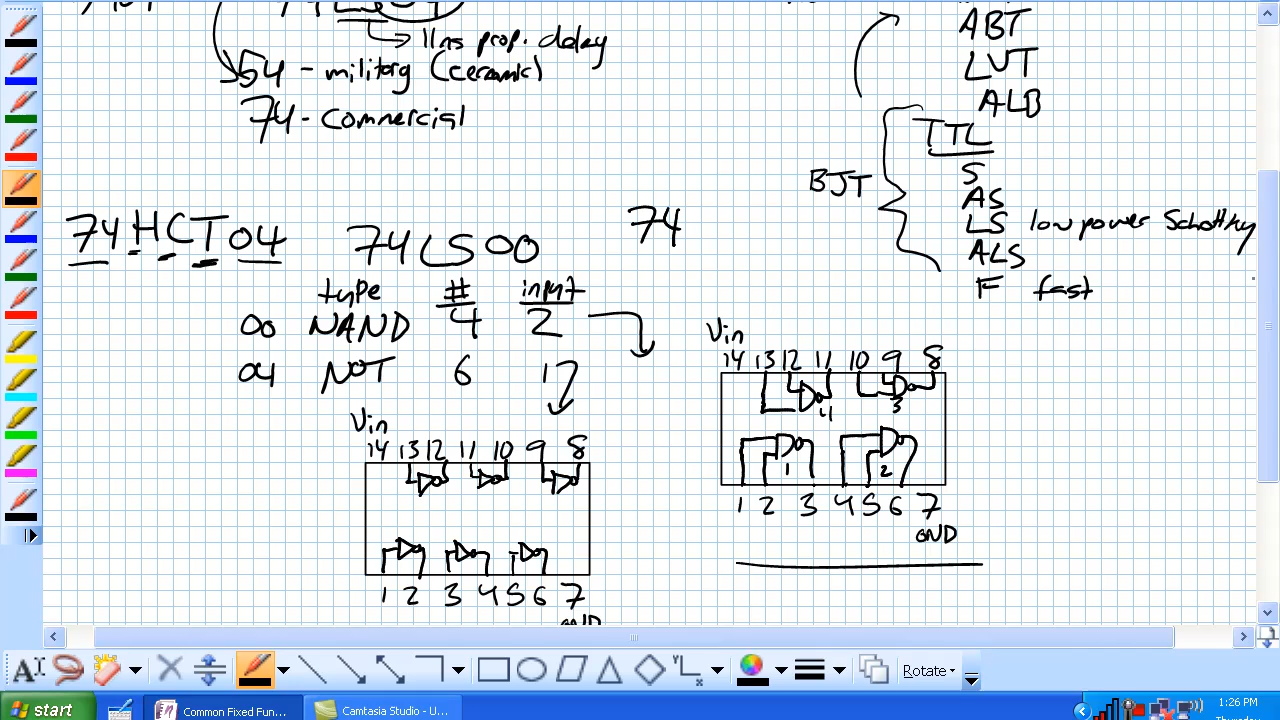 11ns prop. delay
54 - military (ceramic)
74 - commercial
ABT
LVT
ALB
TTL
BJT
S
AS
LS low power Schottky
ALS
F fast
74HCT04
74LS00
74
type # input
00 NAND 4 2
04 NOT 6 1
Vin
14 13 12 11 10 9 8
1 2 3 4 5 6 7
GND
Vin
14 13 12 11 10 9 8
4 3
1 2
1 2 3 4 5 6 7
GND
A
Rotate
start
Common Fixed Fun...
Camtasia Studio - U...
1:26 PM
Thursday